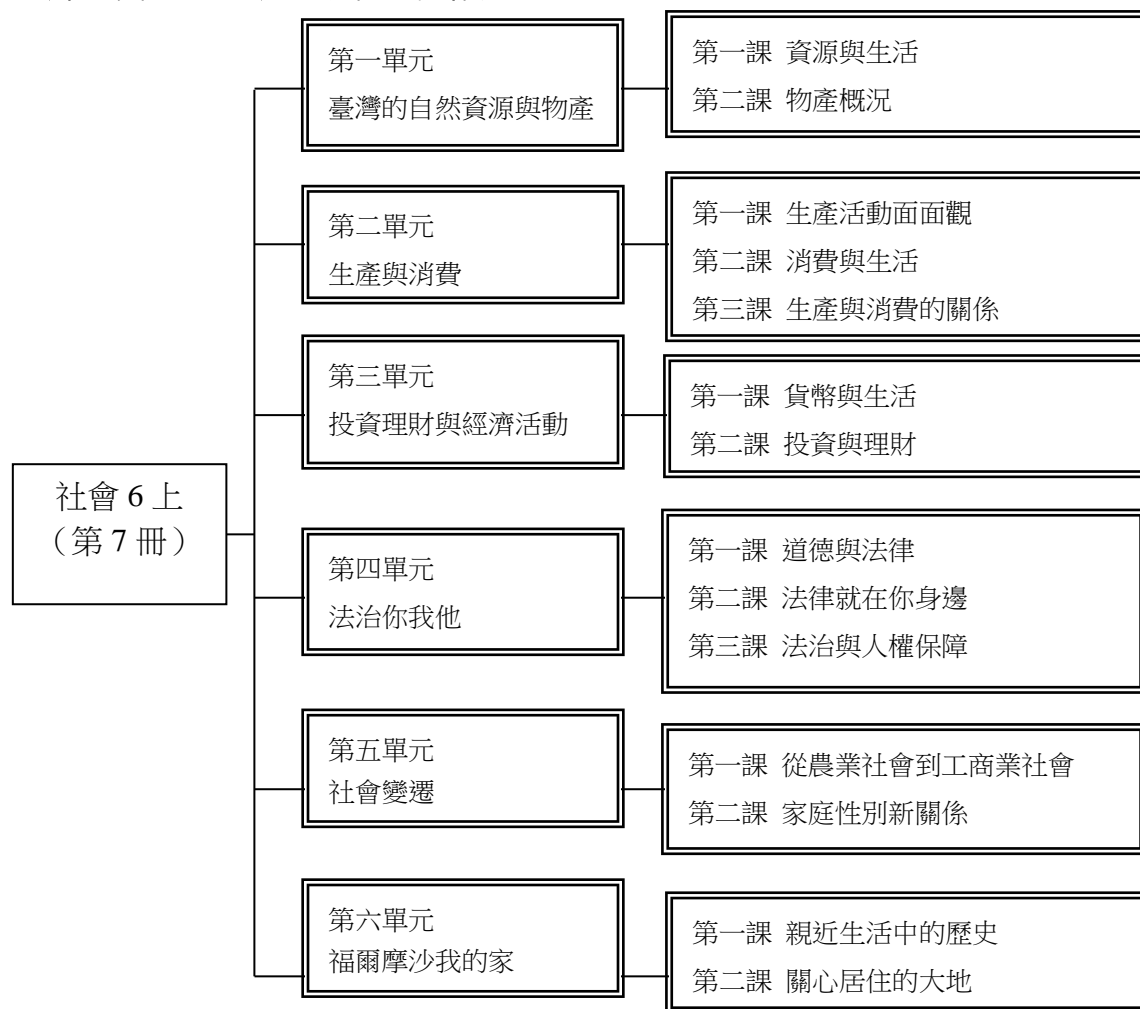 第一單元
臺灣的自然資源與物產
第一課 資源與生活
第二課 物產概況
第二單元
生產與消費
第一課 生產活動面面觀
第二課 消費與生活
第三課 生產與消費的關係
第三單元
投資理財與經濟活動
第一課 貨幣與生活
第二課 投資與理財
社會 6 上
（第 7 冊）
第四單元
法治你我他
第一課 道德與法律
第二課 法律就在你身邊
第三課 法治與人權保障
第五單元
社會變遷
第一課 從農業社會到工商業社會
第二課 家庭性別新關係
第六單元
福爾摩沙我的家
第一課 親近生活中的歷史
第二課 關心居住的大地